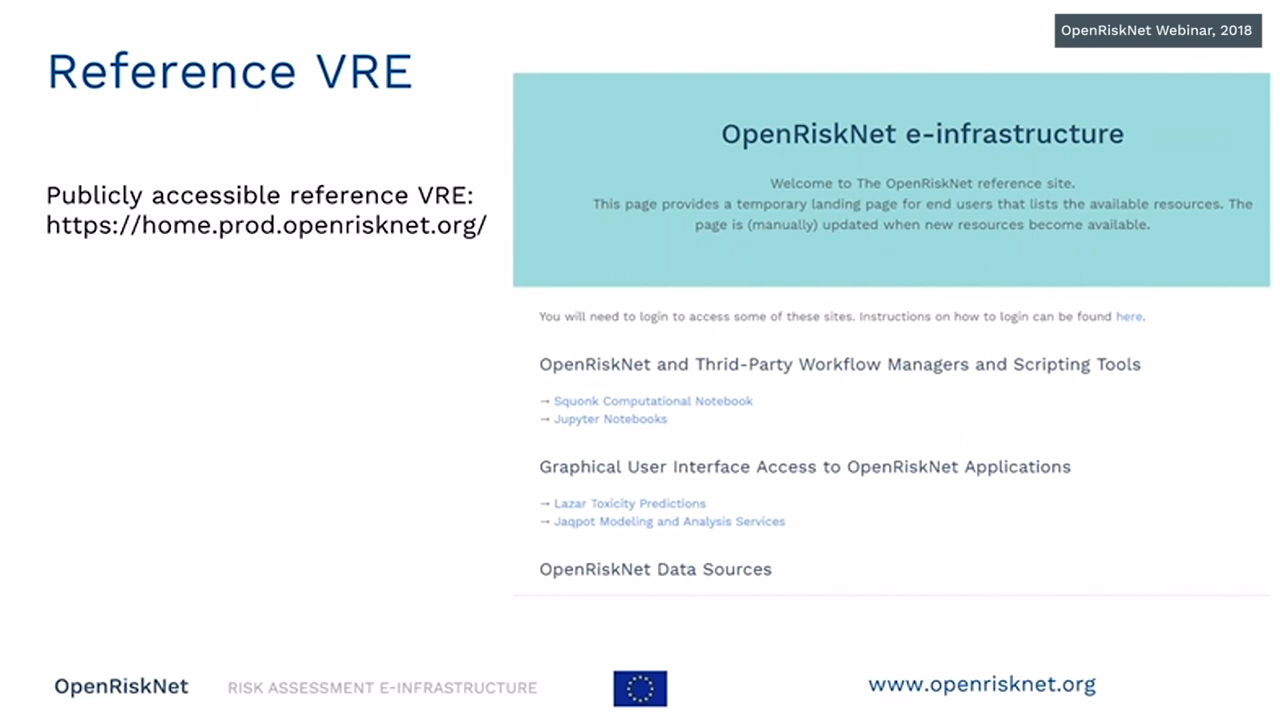 OpenRiskNet Webinar, 2018
Reference VRE
Publicly accessible reference VRE:
https://home.prod.openrisknet.org/
OpenRiskNet e-infrastructure
Welcome to The OpenRiskNet reference site.
This page provides a temporary landing page for end users that lists the available resources. The
page is (manually) updated when new resources become available.
You will need to login to access some of these sites. Instructions on how to login can be found here.
OpenRiskNet and Thrid-Party Workflow Managers and Scripting Tools
→ Squonk Computational Notebook
→ Jupyter Notebooks
Graphical User Interface Access to OpenRiskNet Applications
→ Lazar Toxicity Predictions
→ Jaqpot Modeling and Analysis Services
OpenRiskNet Data Sources
OpenRiskNet
RISK ASSESSMENT E-INFRASTRUCTURE
www.openrisknet.org